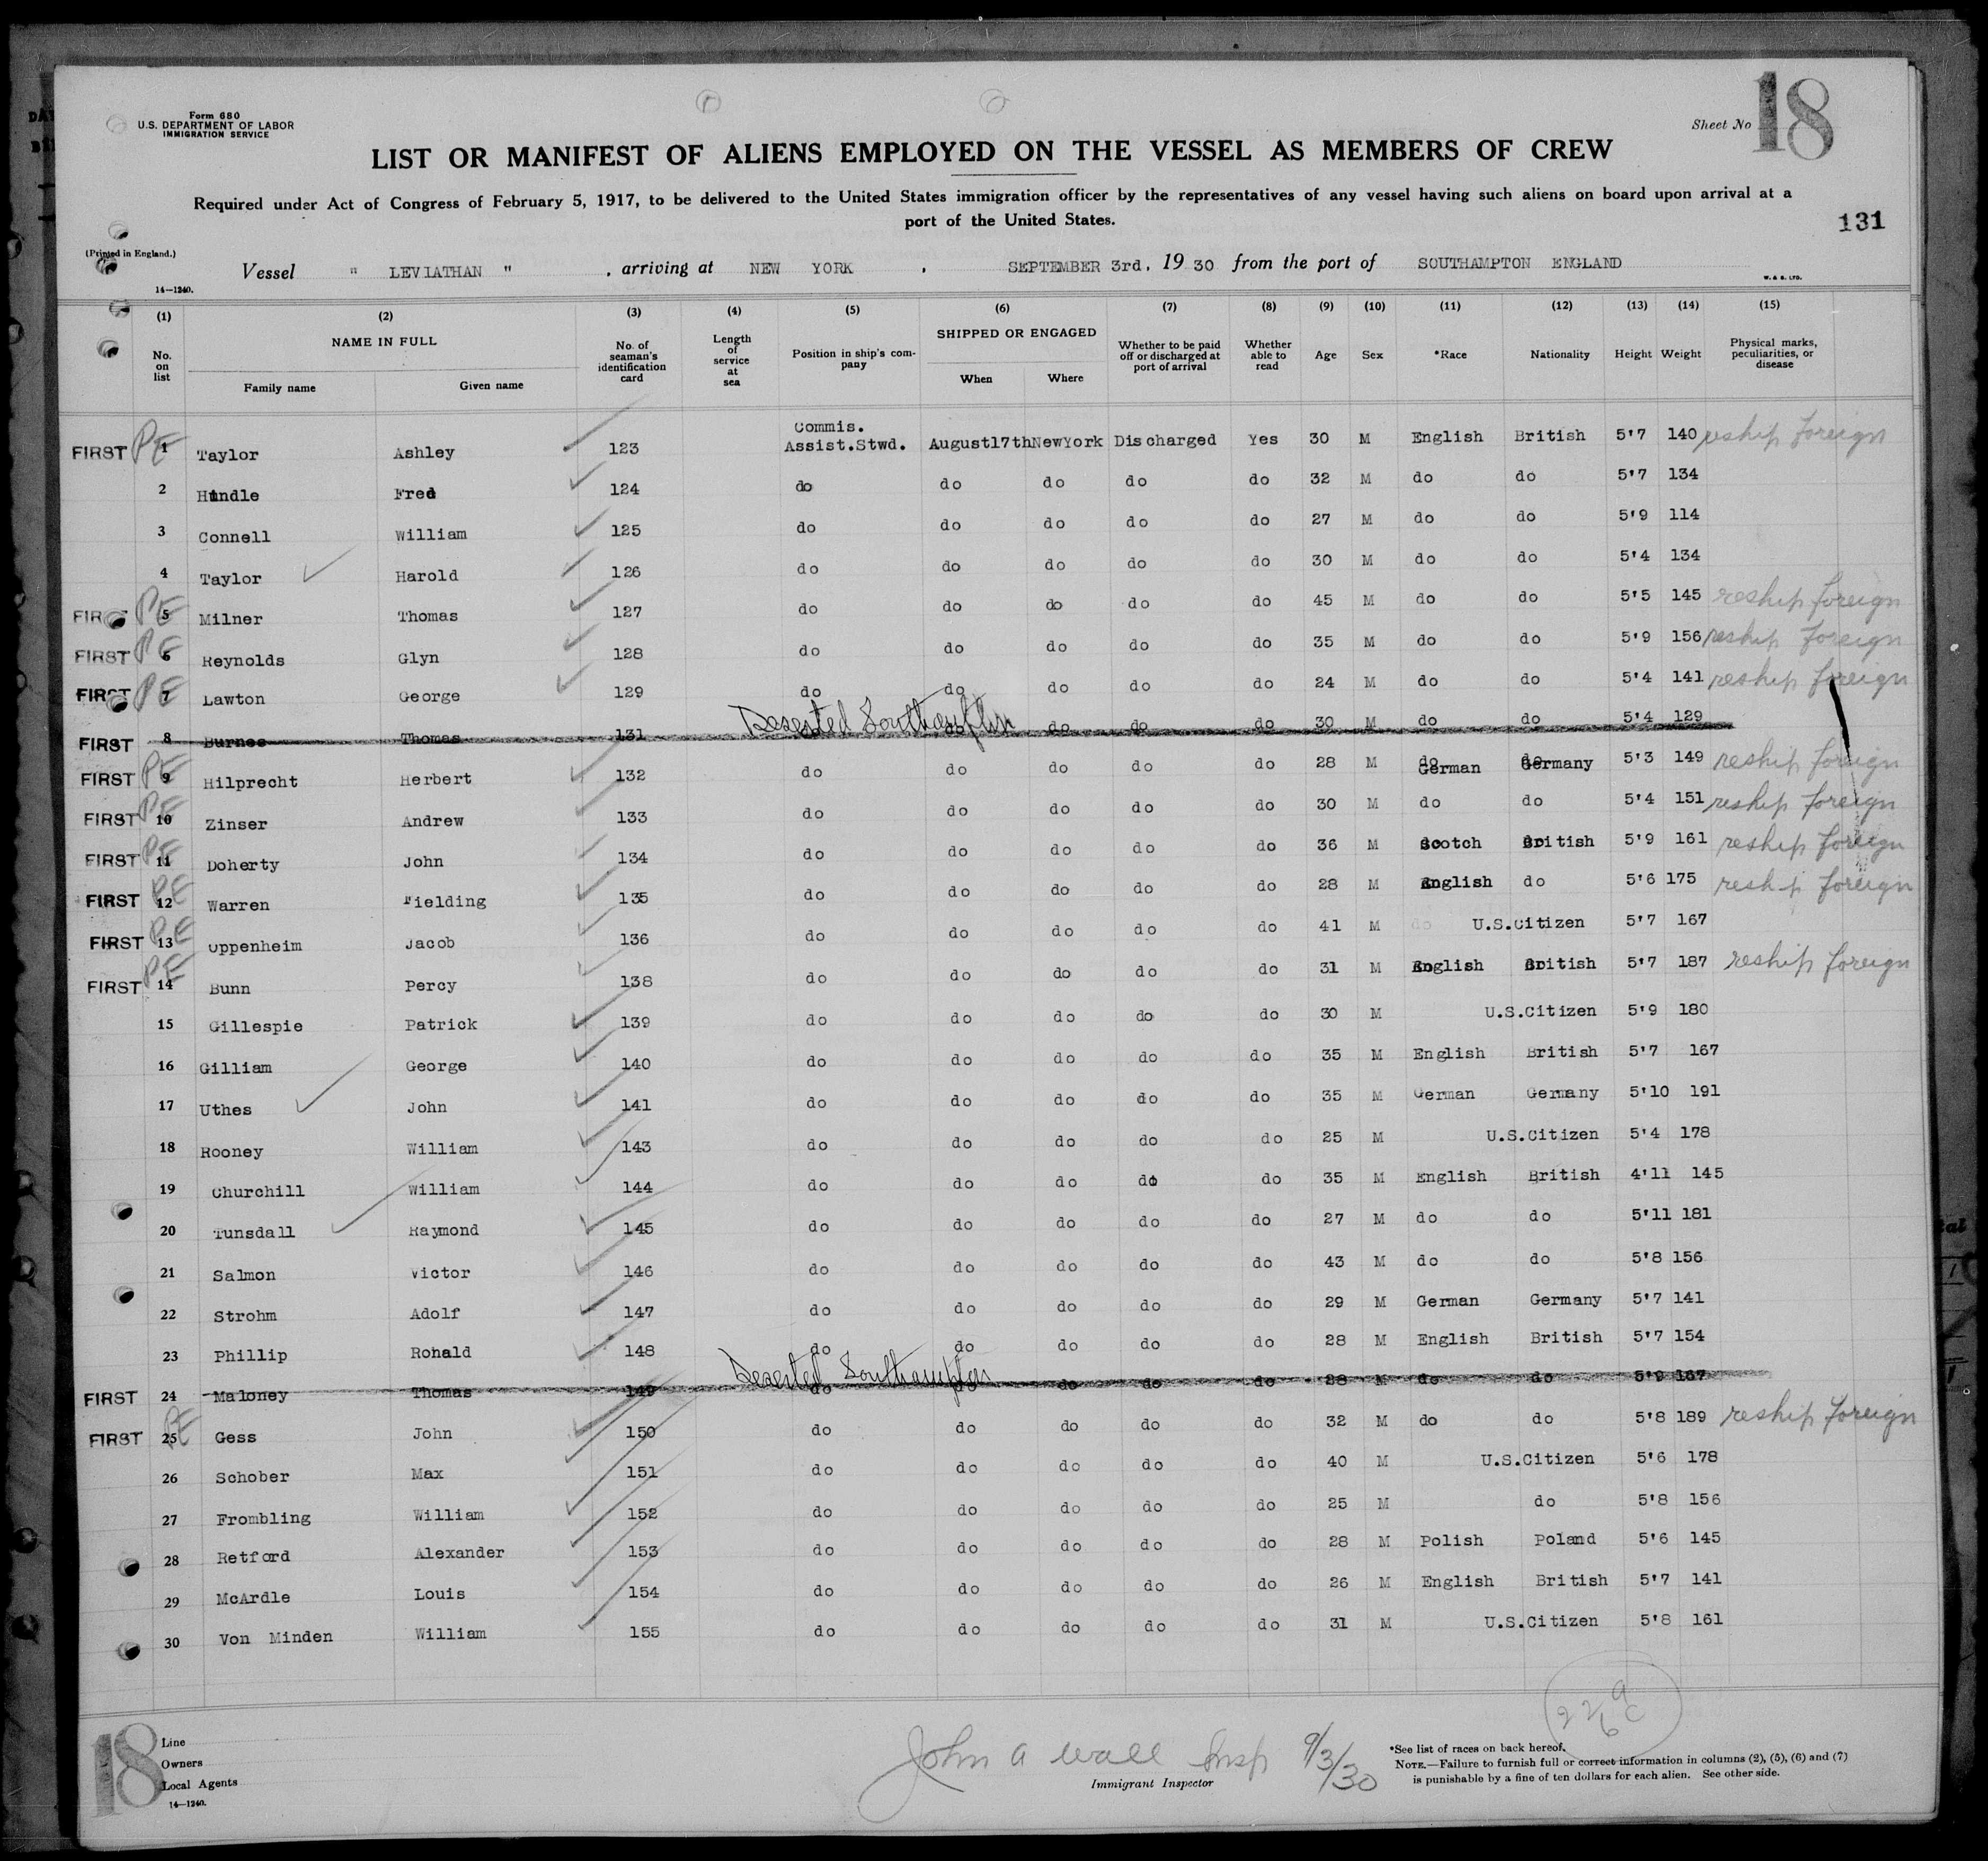 Form 680
U.S. DEPARTMENT OF LABOR
IMMIGRATION SERVICE
Sheet No 18
LIST OR MANIFEST OF ALIENS EMPLOYED ON THE VESSEL AS MEMBERS OF CREW
Required under Act of Congress of February 5, 1917, to be delivered to the United States immigration officer by the representatives of any vessel having such aliens on board upon arrival at a
port of the United States.
131
(Printed in England.)
Vessel " LEVIATHAN " , arriving at NEW YORK , SEPTEMBER 3rd, 19 30 from the port of SOUTHAMPTON ENGLAND
14—1240.
W. & S. LTD.
(1) (2) (3) (4) (5) (6) (7) (8) (9) (10) (11) (12) (13) (14) (15)
No. on list NAME IN FULL Family name Given name No. of seaman's identification card Length of service at sea Position in ship's company SHIPPED OR ENGAGED When Where Whether to be paid off or discharged at port of arrival Whether able to read Age Sex *Race Nationality Height Weight Physical marks, peculiarities, or disease
Commis.
FIRST PE 1 Taylor Ashley 123 Assist.Stwd. August17th NewYork Discharged Yes 30 M English British 5'7 140 reship foreign
2 Hindle Fred 124 do do do do do 32 M do do 5'7 134
3 Connell William 125 do do do do do 27 M do do 5'9 114
4 Taylor Harold 126 do do do do do 30 M do do 5'4 134
FIRST PE 5 Milner Thomas 127 do do do do do 45 M do do 5'5 145 reship foreign
FIRST PE 6 Reynolds Glyn 128 do do do do do 35 M do do 5'9 156 reship foreign
FIRST PE 7 Lawton George 129 do do do do do 24 M do do 5'4 141 reship foreign
FIRST 8 Burnes Thomas 131 Deserted Southampton do do do do do 30 M do do 5'4 129
FIRST PE 9 Hilprecht Herbert 132 do do do do do 28 M German Germany 5'3 149 reship foreign
FIRST PE 10 Zinser Andrew 133 do do do do do 30 M do do 5'4 151 reship foreign
FIRST PE 11 Doherty John 134 do do do do do 36 M Scotch British 5'9 161 reship foreign
FIRST PE 12 Warren Fielding 135 do do do do do 28 M English do 5'6 175 reship foreign
FIRST PE 13 Oppenheim Jacob 136 do do do do do 41 M do U.S.Citizen 5'7 167
FIRST PE 14 Bunn Percy 138 do do do do do 31 M English British 5'7 187 reship foreign
15 Gillespie Patrick 139 do do do do do 30 M U.S.Citizen 5'9 180
16 Gilliam George 140 do do do do do 35 M English British 5'7 167
17 Uthes John 141 do do do do do 35 M German Germany 5'10 191
18 Rooney William 143 do do do do do 25 M U.S.Citizen 5'4 178
19 Churchill William 144 do do do do do 35 M English British 4'11 145
20 Tunsdall Raymond 145 do do do do do 27 M do do 5'11 181
21 Salmon Victor 146 do do do do do 43 M do do 5'8 156
22 Strohm Adolf 147 do do do do do 29 M German Germany 5'7 141
23 Phillip Ronald 148 do do do do do 28 M English British 5'7 154
FIRST 24 Maloney Thomas 149 Deserted Southampton do do do do do 28 M do do 5'9 167
FIRST PE 25 Gess John 150 do do do do do 32 M do do 5'8 189 reship foreign
26 Schober Max 151 do do do do do 40 M U.S.Citizen 5'6 178
27 Frombling William 152 do do do do do 25 M do 5'8 156
28 Retford Alexander 153 do do do do do 28 M Polish Poland 5'6 145
29 McArdle Louis 154 do do do do do 26 M English British 5'7 141
30 Von Minden William 155 do do do do do 31 M U.S.Citizen 5'8 161
18
Line
Owners
Local Agents
14—1240.
John A Wall Insp 9/3/30
Immigrant Inspector
*See list of races on back hereof.
NOTE.—Failure to furnish full or correct information in columns (2), (5), (6) and (7)
is punishable by a fine of ten dollars for each alien. See other side.